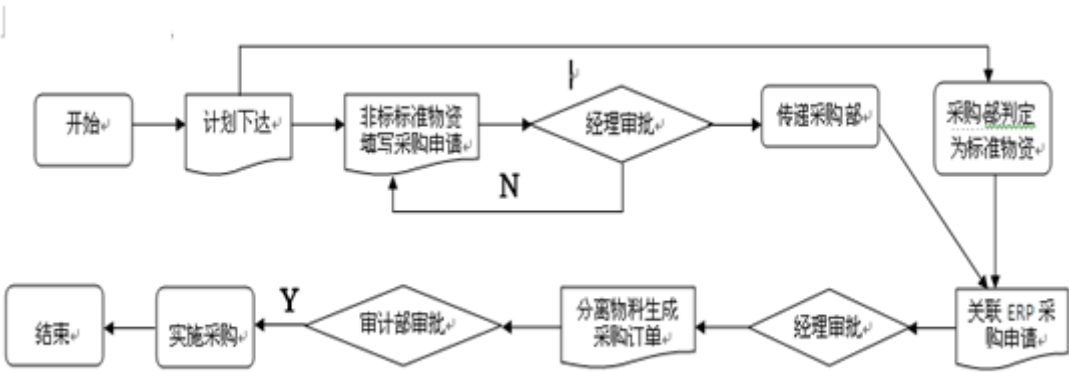 开始
计划下达
非标标准物资
填写采购申请
经理审批
传递采购部
采购部判定
为标准物资
N
关联 ERP 采
购申请
经理审批
分离物料生成
采购订单
审计部审批
Y
实施采购
结束